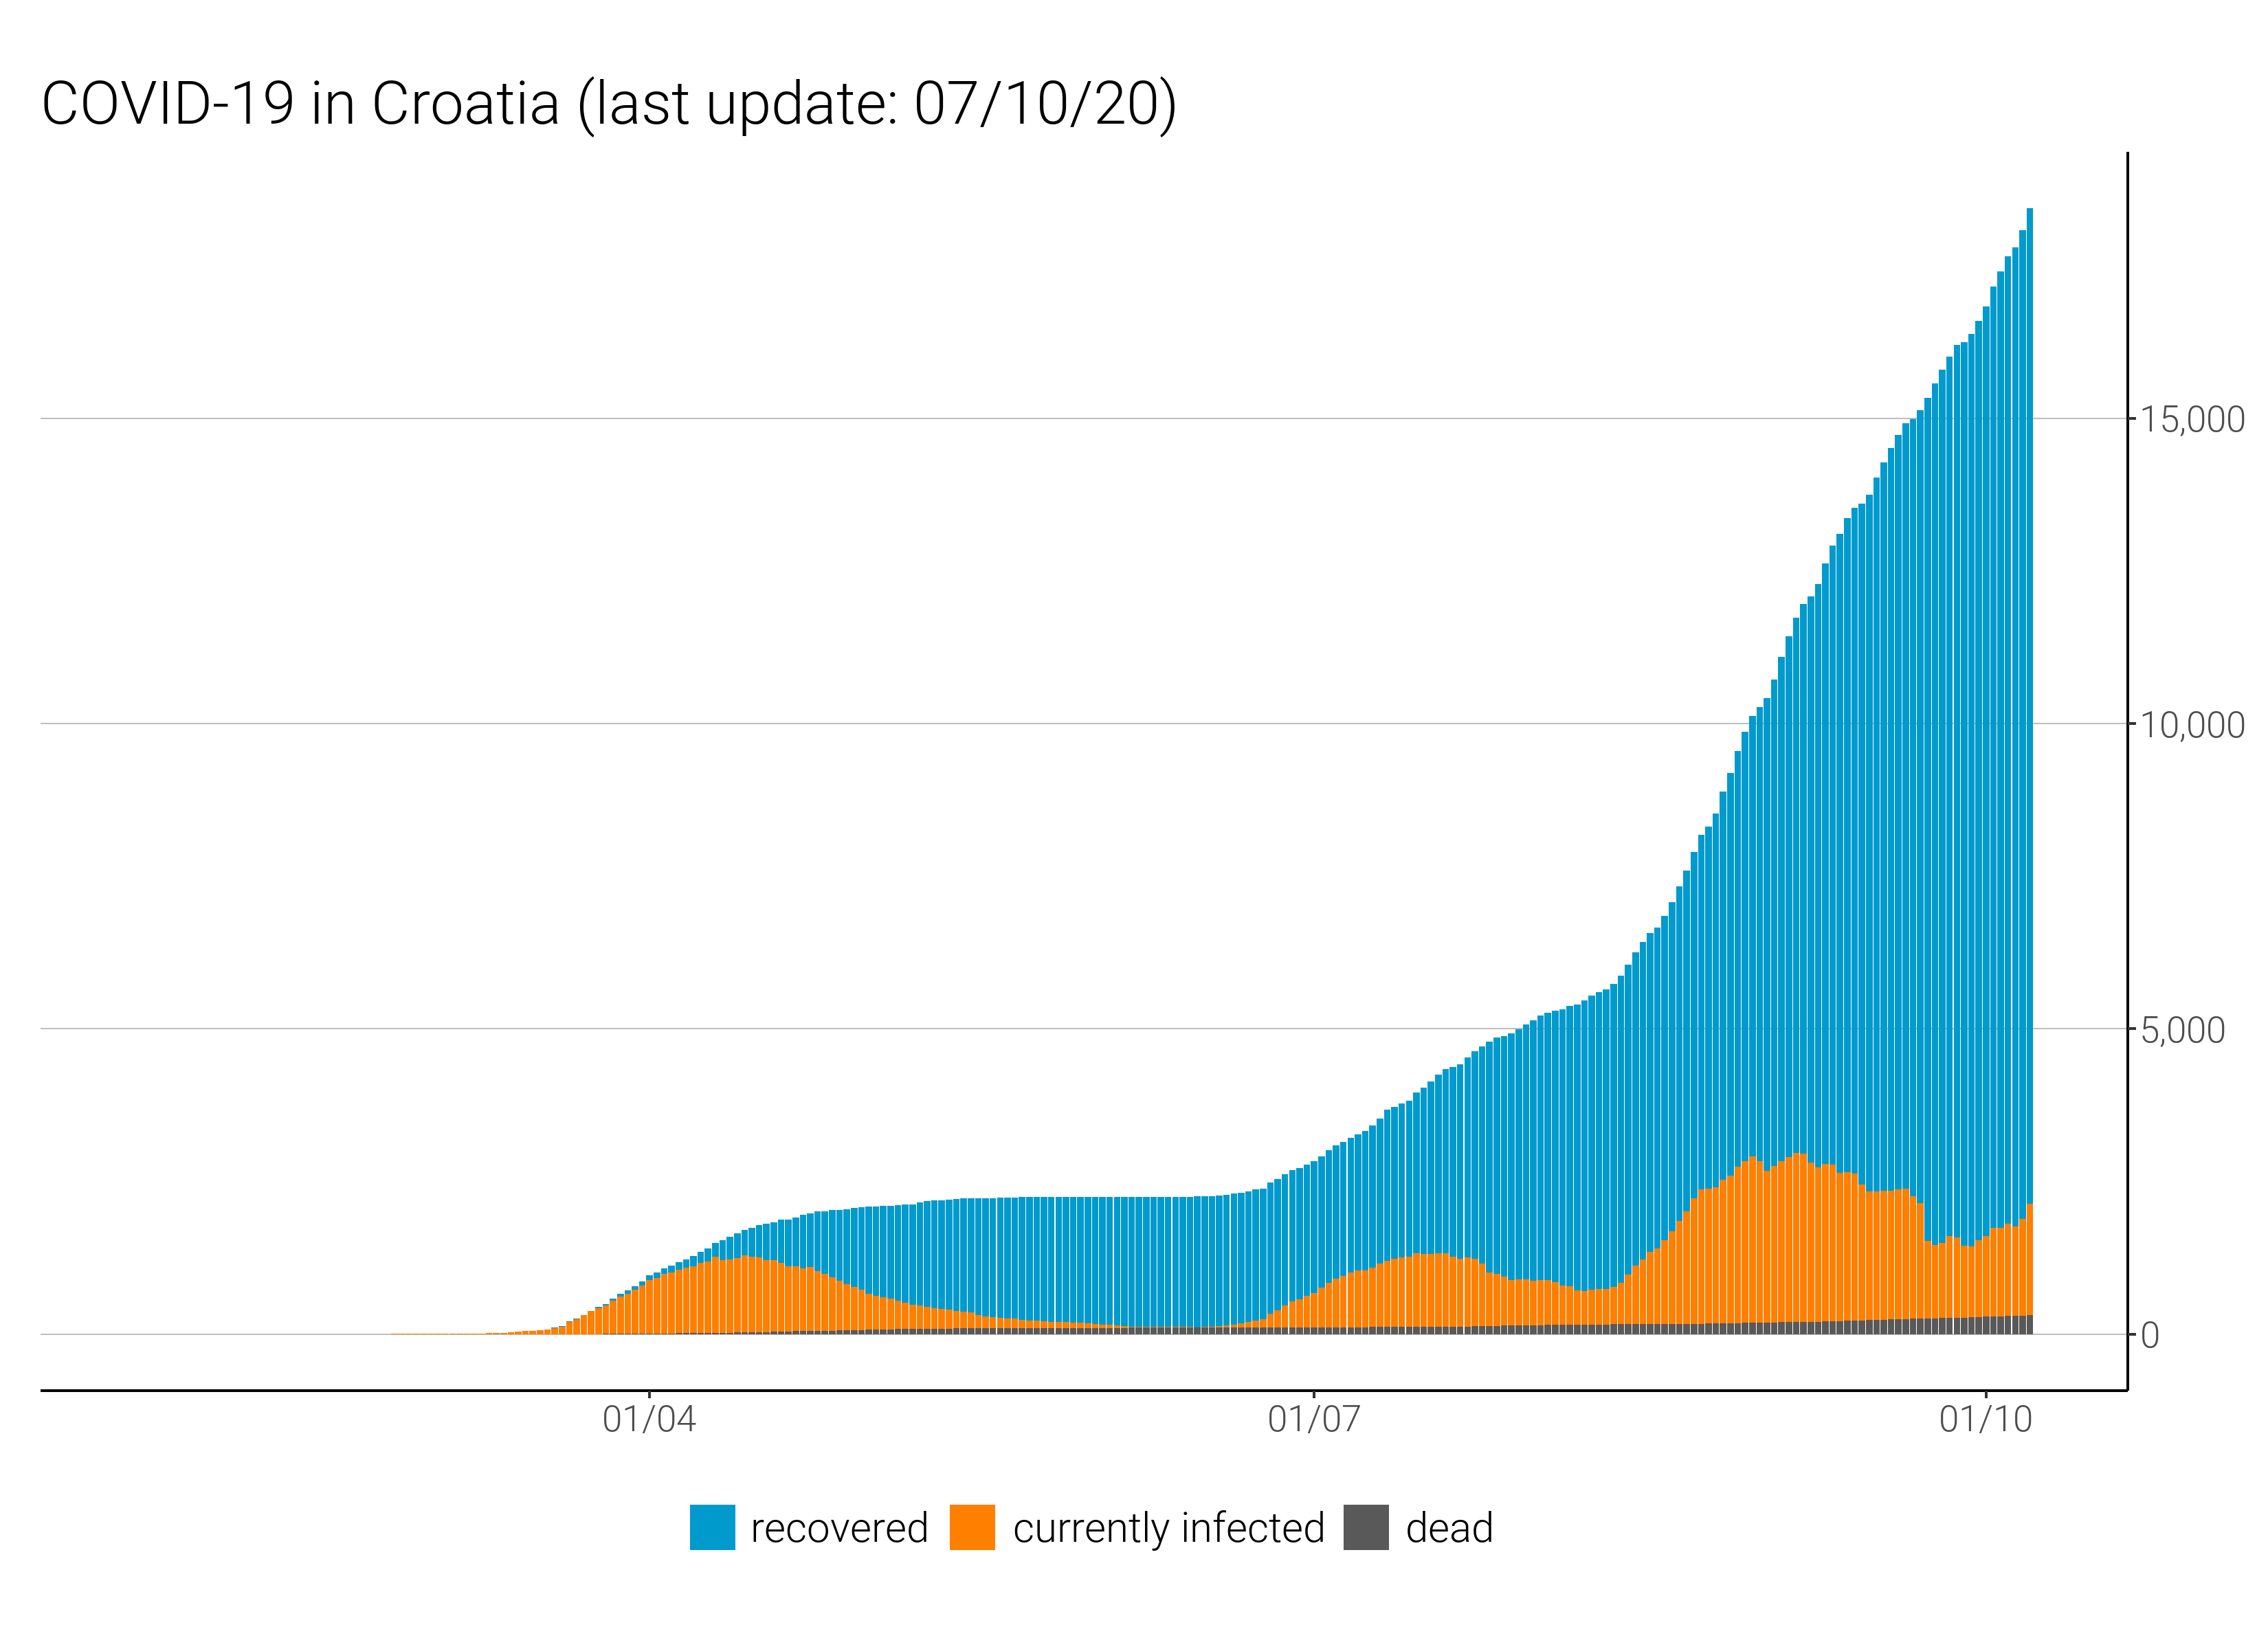 COVID-19 in Croatia (last update: 07/10/20)
15,000
10,000
5,000
0
01/04 01/07 01/10
recovered currently infected dead